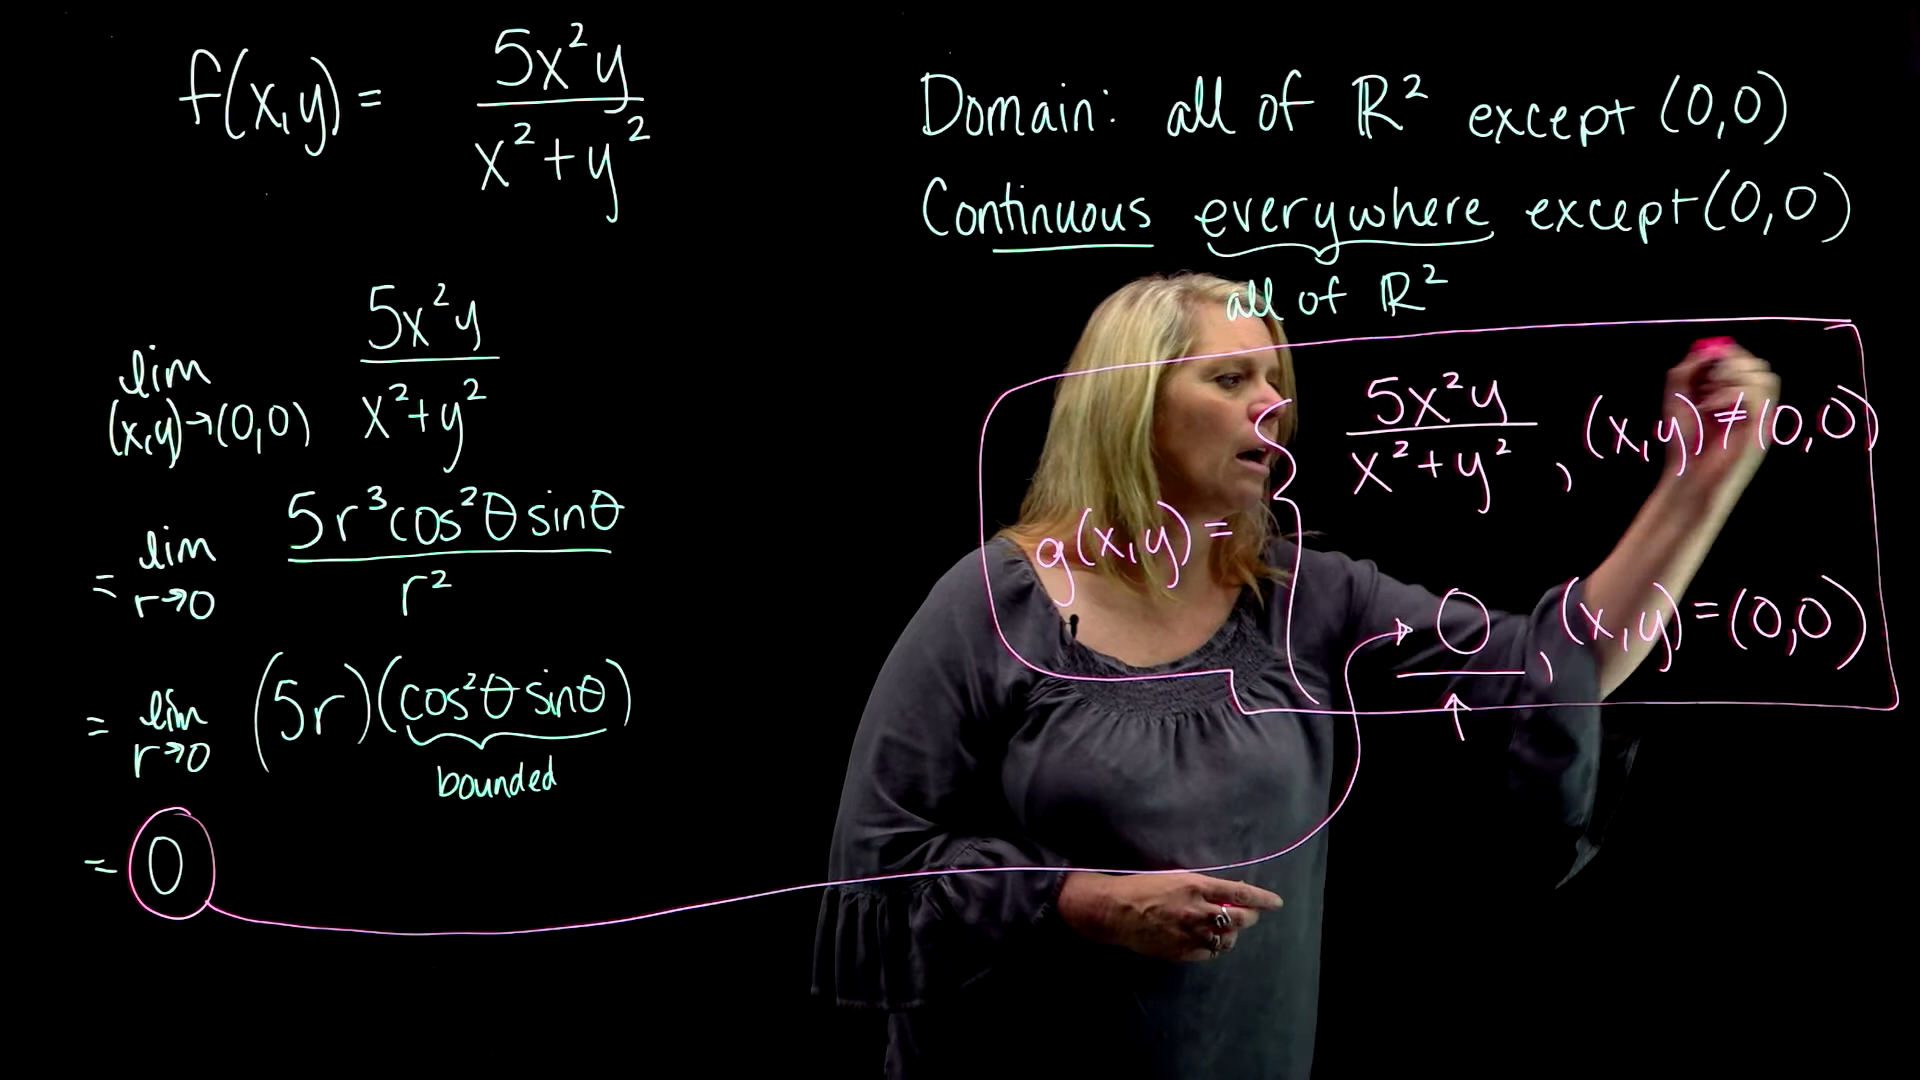 f(x,y) = 5x²y / x²+y²
lim (x,y)→(0,0) 5x²y / x²+y²
= lim r→0 5r³cos²θ sinθ / r²
= lim r→0 (5r)(cos²θ sinθ)
bounded
= 0
Domain: all of ℝ² except (0,0)
Continuous everywhere except (0,0)
all of ℝ²
g(x,y) = { 5x²y / x²+y² , (x,y) ≠ (0,0)
0 , (x,y) = (0,0)